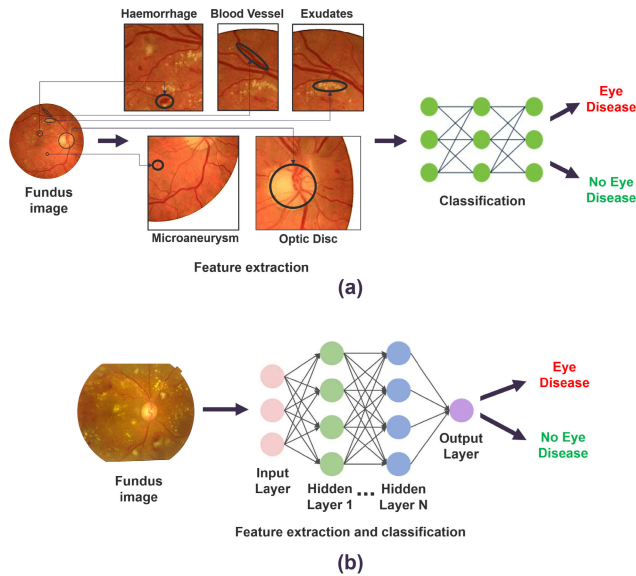 Haemorrhage Blood Vessel Exudates
Fundus
image
Microaneurysm Optic Disc
Feature extraction
Classification
Eye
Disease
No Eye
Disease
(a)
Fundus
image
Input
Layer
Hidden
Layer 1
...
Hidden
Layer N
Output
Layer
Eye
Disease
No Eye
Disease
Feature extraction and classification
(b)